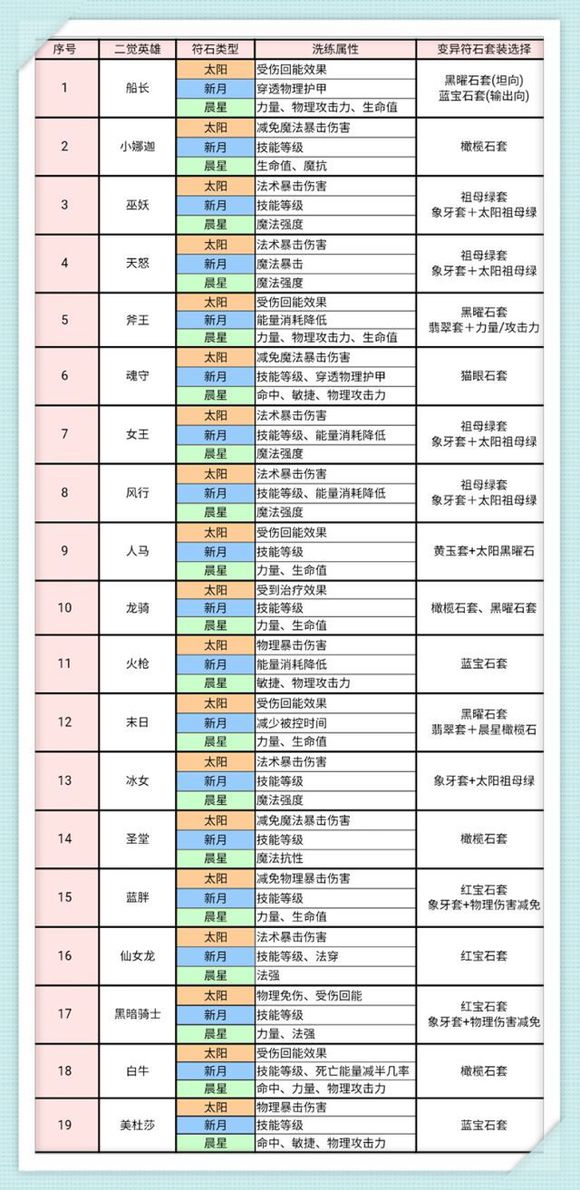 序号 二觉英雄 符石类型 洗练属性 变异符石套装选择
1 船长 太阳 受伤回能效果 黑曜石套(坦向)
新月 穿透物理护甲 蓝宝石套(输出向)
晨星 力量、物理攻击力、生命值
2 小娜迦 太阳 减免魔法暴击伤害 橄榄石套
新月 技能等级
晨星 生命值、魔抗
3 巫妖 太阳 法术暴击伤害 祖母绿套
新月 技能等级 象牙套＋太阳祖母绿
晨星 魔法强度
4 天怒 太阳 法术暴击伤害 祖母绿套
新月 魔法暴击 象牙套＋太阳祖母绿
晨星 魔法强度
5 斧王 太阳 受伤回能效果 黑曜石套
新月 能量消耗降低 翡翠套＋力量/攻击力
晨星 力量、物理攻击力、生命值
6 魂守 太阳 减免魔法暴击伤害 猫眼石套
新月 技能等级、穿透物理护甲
晨星 命中、敏捷、物理攻击力
7 女王 太阳 法术暴击伤害 祖母绿套
新月 技能等级、能量消耗降低 象牙套＋太阳祖母绿
晨星 魔法强度
8 风行 太阳 法术暴击伤害 祖母绿套
新月 技能等级、能量消耗降低 象牙套＋太阳祖母绿
晨星 魔法强度
9 人马 太阳 受伤回能效果 黄玉套+太阳黑曜石
新月 技能等级
晨星 力量、生命值
10 龙骑 太阳 受到治疗效果 橄榄石套、黑曜石套
新月 技能等级
晨星 力量、生命值
11 火枪 太阳 物理暴击伤害 蓝宝石套
新月 能量消耗降低
晨星 敏捷、物理攻击力
12 末日 太阳 受伤回能效果 黑曜石套
新月 减少被控时间 翡翠套＋晨星橄榄石
晨星 力量、生命值
13 冰女 太阳 法术暴击伤害 象牙套+太阳祖母绿
新月 技能等级
晨星 魔法强度
14 圣堂 太阳 减免魔法暴击伤害 橄榄石套
新月 技能等级
晨星 魔法抗性
15 蓝胖 太阳 减免物理暴击伤害 红宝石套
新月 技能等级 象牙套+物理伤害减免
晨星 力量、生命值
16 仙女龙 太阳 法术暴击伤害 红宝石套
新月 技能等级、法穿
晨星 法强
17 黑暗骑士 太阳 物理免伤、受伤回能 红宝石套
新月 技能等级 象牙套+物理伤害减免
晨星 力量、法强
18 白牛 太阳 受伤回能效果 橄榄石套
新月 技能等级、死亡能量减半几率
晨星 命中、力量、物理攻击力
19 美杜莎 太阳 物理暴击伤害 蓝宝石套
新月 技能等级
晨星 命中、敏捷、物理攻击力